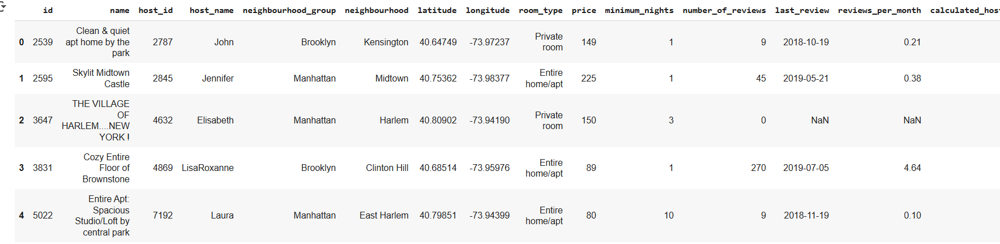 id name host_id host_name neighbourhood_group neighbourhood latitude longitude room_type price minimum_nights number_of_reviews last_review reviews_per_month calculated_host
0 2539 Clean & quiet apt home by the park 2787 John Brooklyn Kensington 40.64749 -73.97237 Private room 149 1 9 2018-10-19 0.21
1 2595 Skylit Midtown Castle 2845 Jennifer Manhattan Midtown 40.75362 -73.98377 Entire home/apt 225 1 45 2019-05-21 0.38
2 3647 THE VILLAGE OF HARLEM....NEW YORK ! 4632 Elisabeth Manhattan Harlem 40.80902 -73.94190 Private room 150 3 0 NaN NaN
3 3831 Cozy Entire Floor of Brownstone 4869 LisaRoxanne Brooklyn Clinton Hill 40.68514 -73.95976 Entire home/apt 89 1 270 2019-07-05 4.64
4 5022 Entire Apt: Spacious Studio/Loft by central park 7192 Laura Manhattan East Harlem 40.79851 -73.94399 Entire home/apt 80 10 9 2018-11-19 0.10